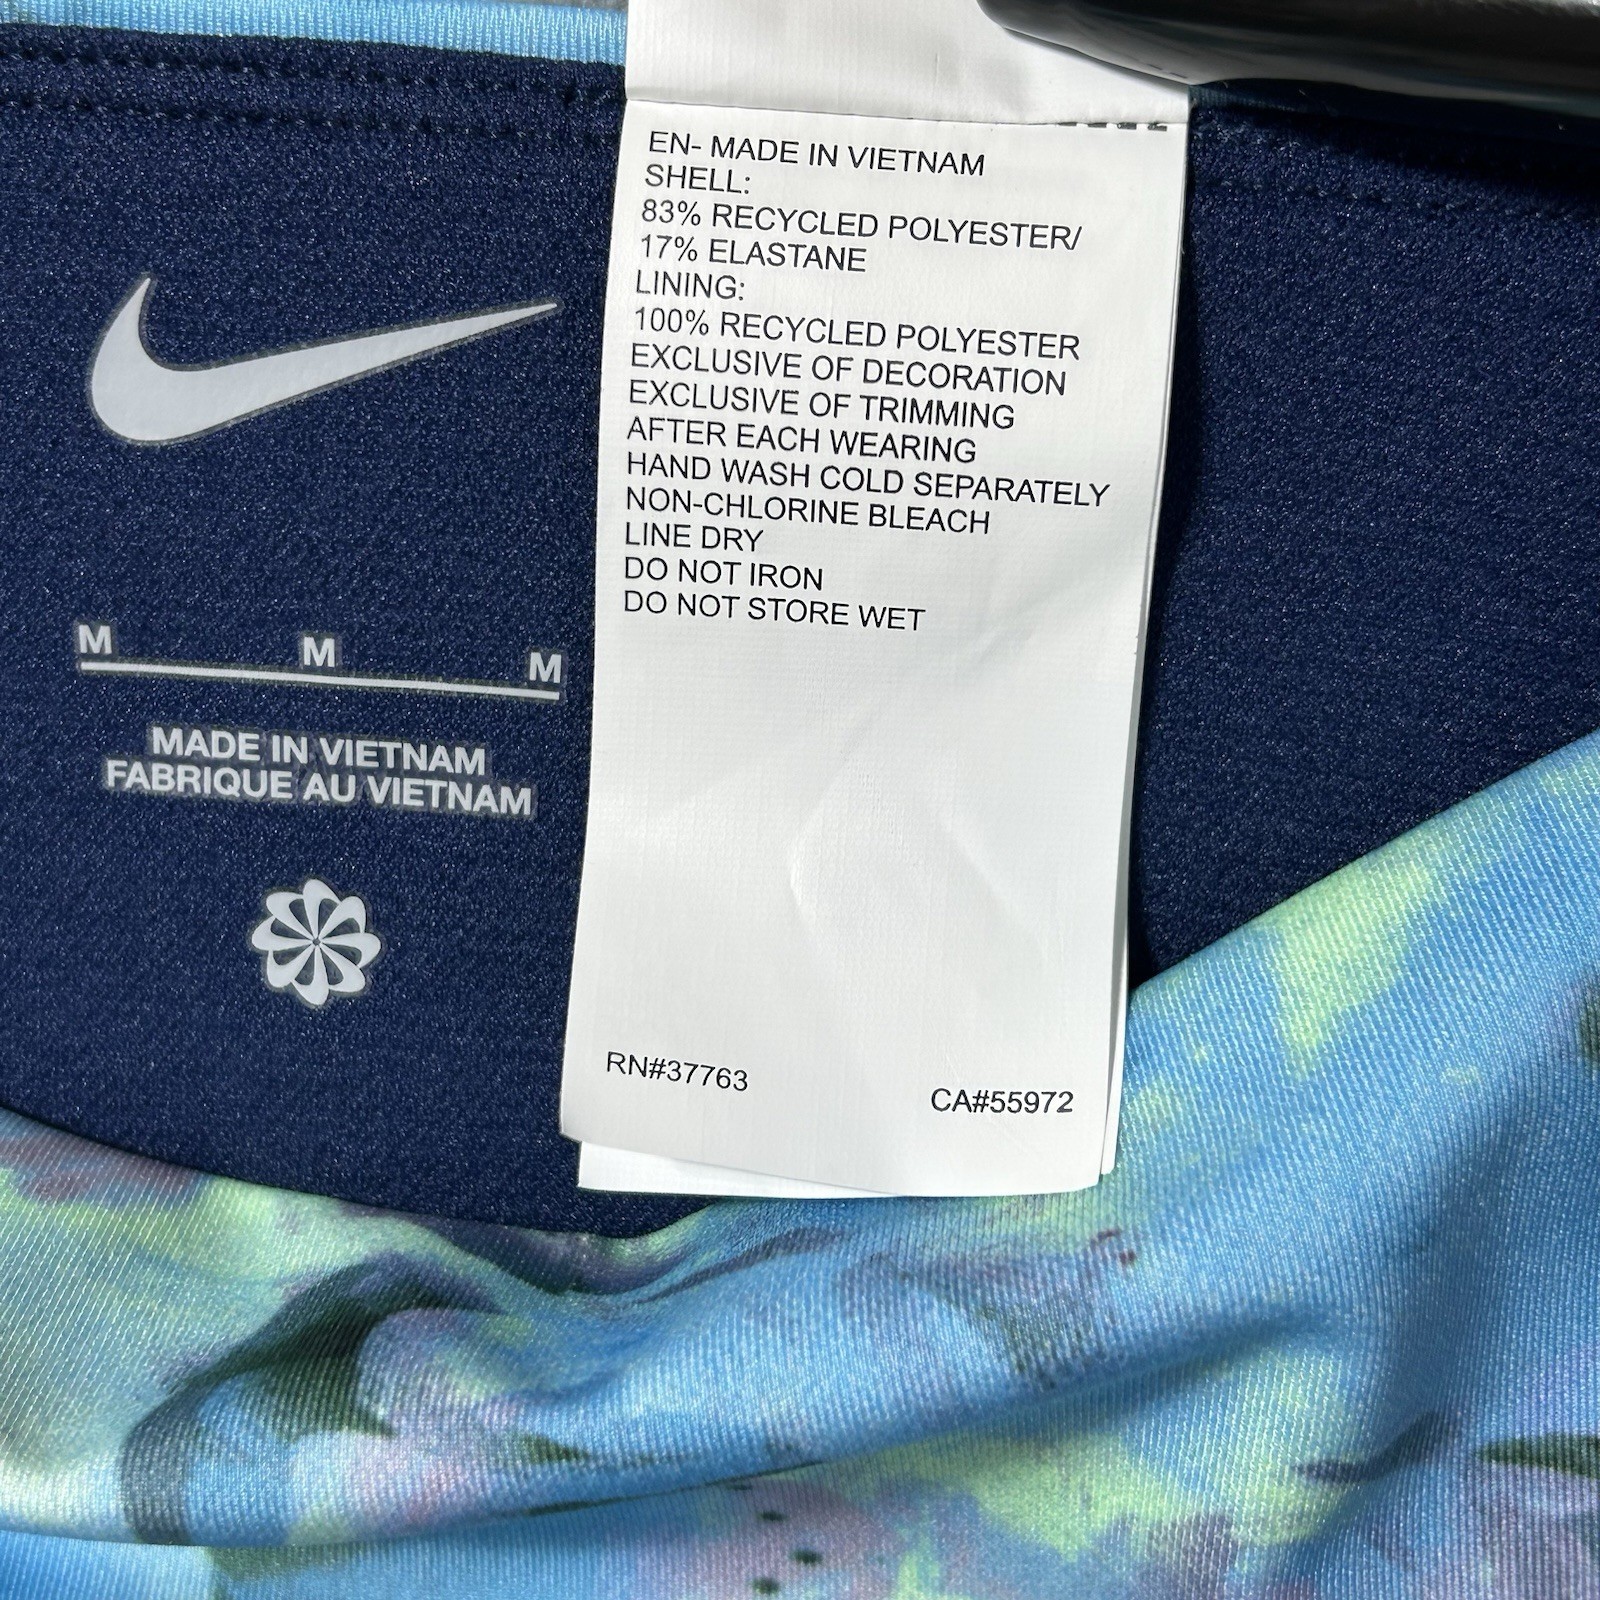 EN- MADE IN VIETNAM
SHELL:
83% RECYCLED POLYESTER/
17% ELASTANE
LINING:
100% RECYCLED POLYESTER
EXCLUSIVE OF DECORATION
EXCLUSIVE OF TRIMMING
AFTER EACH WEARING
HAND WASH COLD SEPARATELY
NON-CHLORINE BLEACH
LINE DRY
DO NOT IRON
DO NOT STORE WET
RN#37763
CA#55972
M M M
MADE IN VIETNAM
FABRIQUE AU VIETNAM